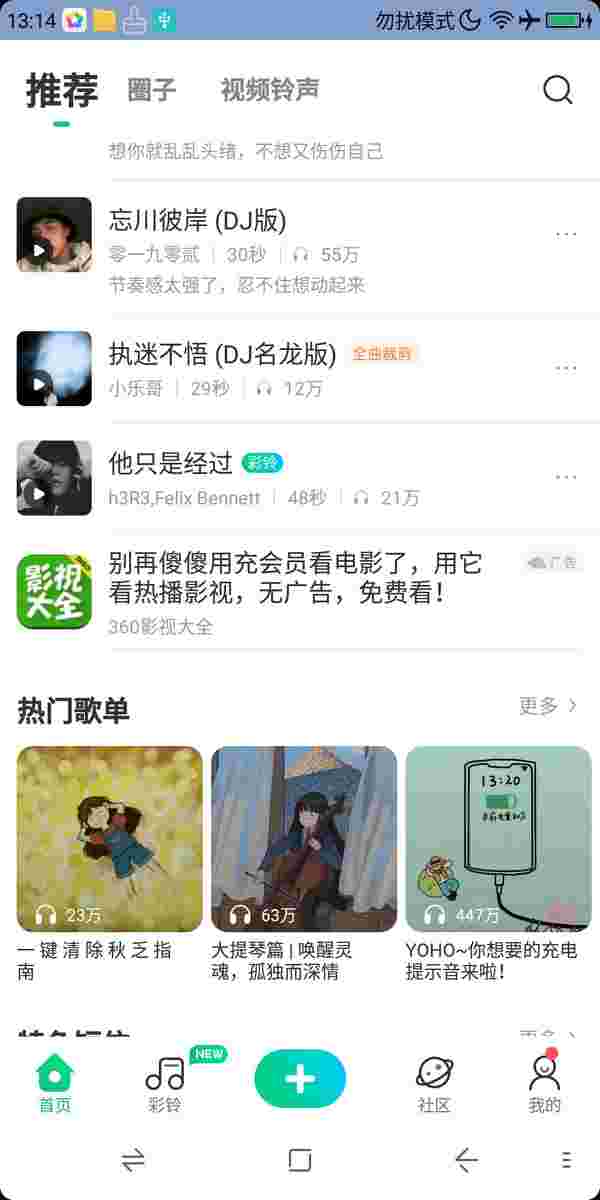 13:14 勿扰模式
推荐 圈子 视频铃声
想你就乱乱头绪，不想又伤伤自己
忘川彼岸 (DJ版)
零一九零贰 | 30秒 | 55万
节奏感太强了，忍不住想动起来
执迷不悟 (DJ名龙版) 全曲裁剪
小乐哥 | 29秒 | 12万
他只是经过 彩铃
h3R3,Felix Bennett | 48秒 | 21万
影视大全
别再傻傻用充会员看电影了，用它
看热播影视，无广告，免费看！
广告
360影视大全
热门歌单 更多
13:20
23万 63万 447万
一键清除秋乏指南
大提琴篇 | 唤醒灵魂，孤独而深情
YOHO~你想要的充电提示音来啦！
更多
NEW
首页 彩铃 社区 我的